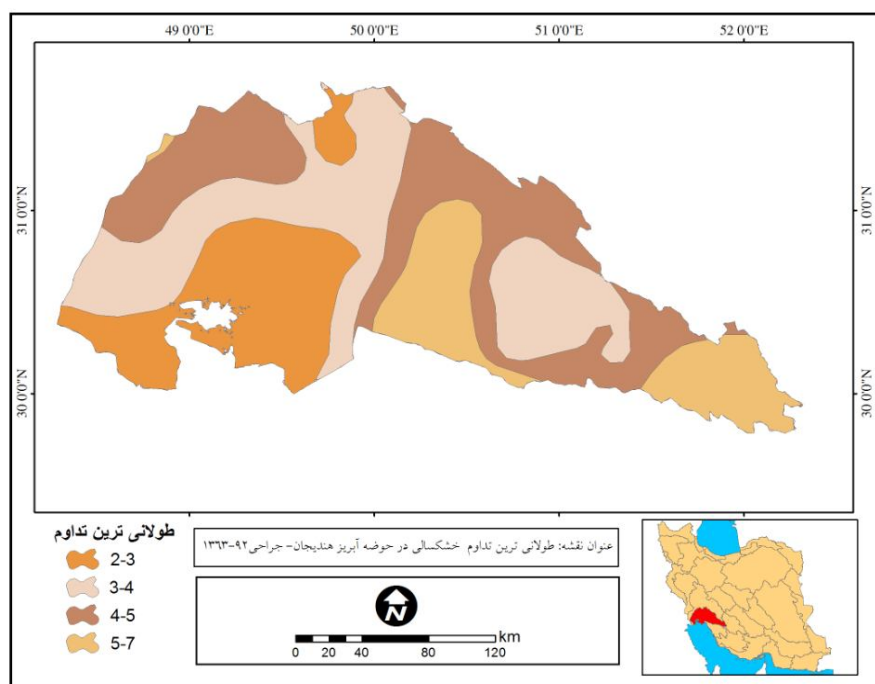 49 0'0"E 50 0'0"E 51 0'0"E 52 0'0"E
31 0'0"N 31 0'0"N
30 0'0"N 30 0'0"N
طولانی ترین تداوم
2-3
3-4
4-5
5-7
عنوان نقشه: طولانی ترین تداوم خشکسالی در حوضه آبریز هندیجان- جراحی۹۲-۱۳۶۳
N
km
0 20 40 80 120